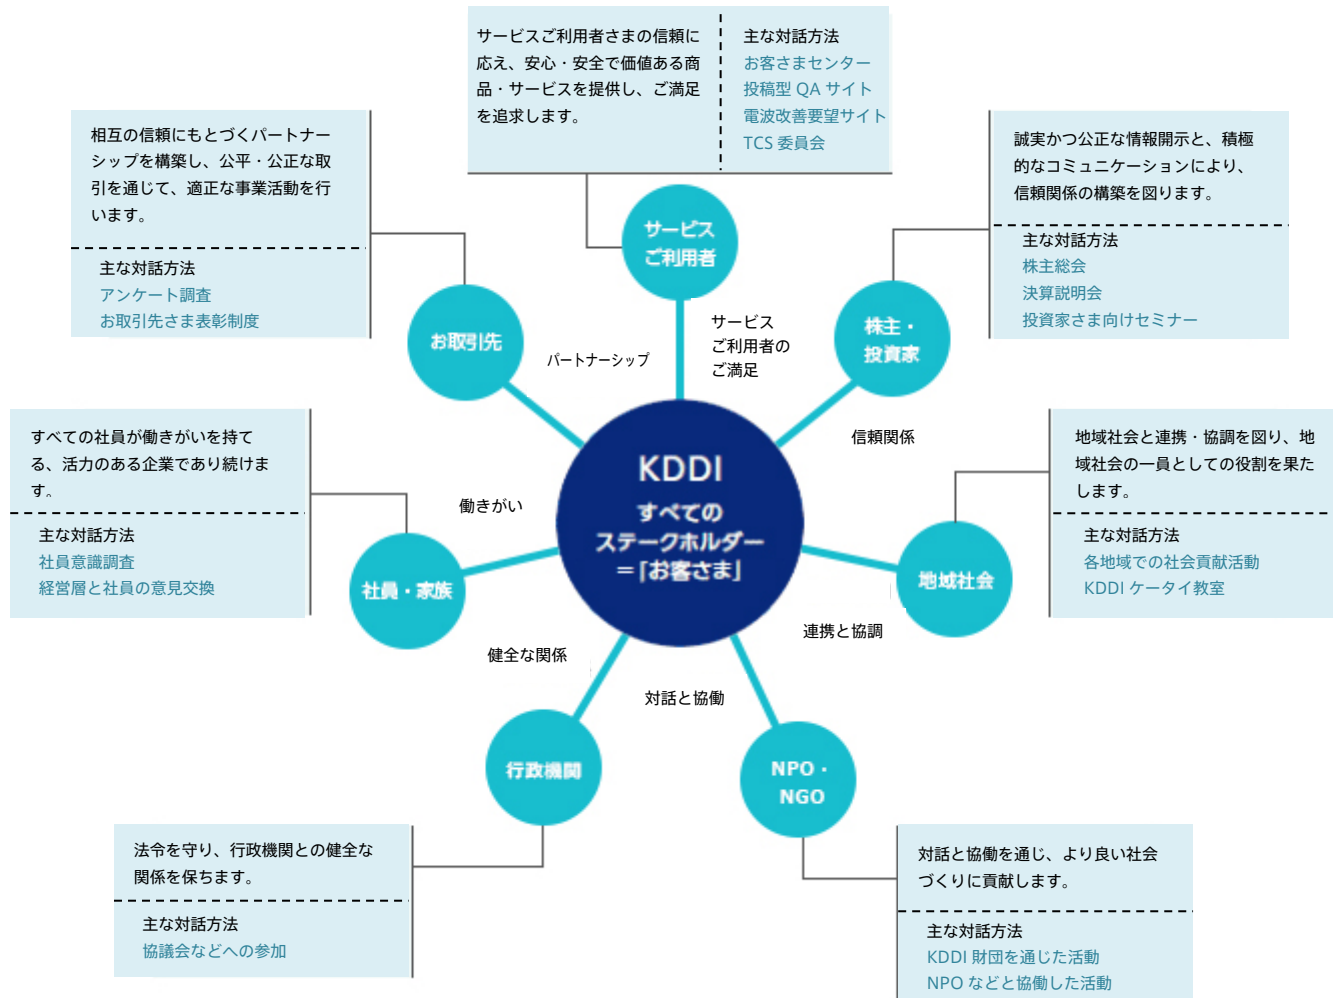 サービスご利用者さまの信頼に
応え、安心・安全で価値ある商
品・サービスを提供し、ご満足
を追求します。
主な対話方法
お客さまセンター
投稿型 QA サイト
電波改善要望サイト
TCS 委員会
相互の信頼にもとづくパートナー
シップを構築し、公平・公正な取
引を通じて、適正な事業活動を行
います。
主な対話方法
アンケート調査
お取引先さま表彰制度
誠実かつ公正な情報開示と、積極
的なコミュニケーションにより、
信頼関係の構築を図ります。
主な対話方法
株主総会
決算説明会
投資家さま向けセミナー
サービス
ご利用者
お取引先
株主・
投資家
パートナーシップ
サービス
ご利用者の
ご満足
信頼関係
すべての社員が働きがいを持て
る、活力のある企業であり続けま
す。
主な対話方法
社員意識調査
経営層と社員の意見交換
働きがい
KDDI
すべての
ステークホルダー
＝「お客さま」
地域社会と連携・協調を図り、地
域社会の一員としての役割を果た
します。
主な対話方法
各地域での社会貢献活動
KDDI ケータイ教室
社員・家族
地域社会
連携と協調
健全な関係
対話と協働
行政機関
NPO・
NGO
法令を守り、行政機関との健全な
関係を保ちます。
主な対話方法
協議会などへの参加
対話と協働を通じ、より良い社会
づくりに貢献します。
主な対話方法
KDDI 財団を通じた活動
NPO などと協働した活動